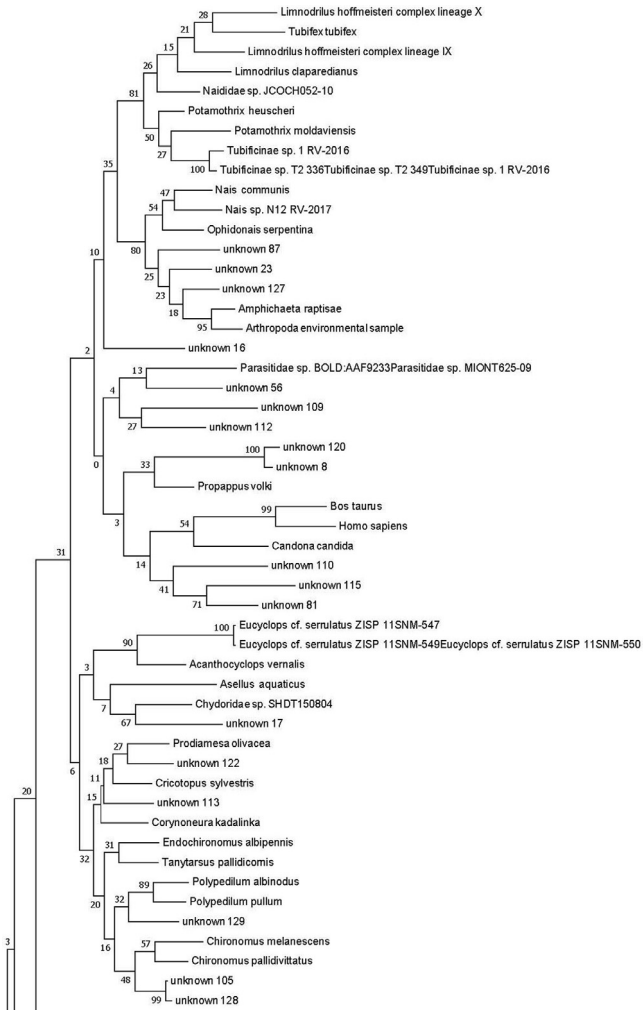 Limnodrilus hoffmeisteri complex lineage X
28
Tubifex tubifex
21
Limnodrilus hoffmeisteri complex lineage IX
15
Limnodrilus claparedianus
26
Naididae sp. JCOCH052-10
81
Potamothrix heuscheri
50
Potamothrix moldaviensis
27
Tubificinae sp. 1 RV-2016
100
Tubificinae sp. T2 336Tubificinae sp. T2 349Tubificinae sp. 1 RV-2016
35
Nais communis
47
Nais sp. N12 RV-2017
54
Ophidonais serpentina
80
unknown 87
25
unknown 23
23
unknown 127
18
Amphichaeta raptisae
95
Arthropoda environmental sample
10
unknown 16
2
Parasitidae sp. BOLD:AAF9233Parasitidae sp. MIONT625-09
13
unknown 56
4
unknown 109
27
unknown 112
0
unknown 120
100
unknown 8
33
Propappus volki
3
Bos taurus
99
Homo sapiens
54
Candona candida
14
unknown 110
41
unknown 115
71
unknown 81
31
Eucyclops cf. serrulatus ZISP 11SNM-547
100
Eucyclops cf. serrulatus ZISP 11SNM-549Eucyclops cf. serrulatus ZISP 11SNM-550
90
Acanthocyclops vernalis
3
Asellus aquaticus
7
Chydoridae sp. SHDT150804
67
unknown 17
6
Prodiamesa olivacea
27
unknown 122
18
Cricotopus sylvestris
11
unknown 113
15
Corynoneura kadalinka
32
Endochironomus albipennis
31
Tanytarsus pallidicornis
20
Polypedilum albinodus
89
Polypedilum pullum
32
unknown 129
16
Chironomus melanescens
57
Chironomus pallidivittatus
48
unknown 105
99
unknown 128
20
3